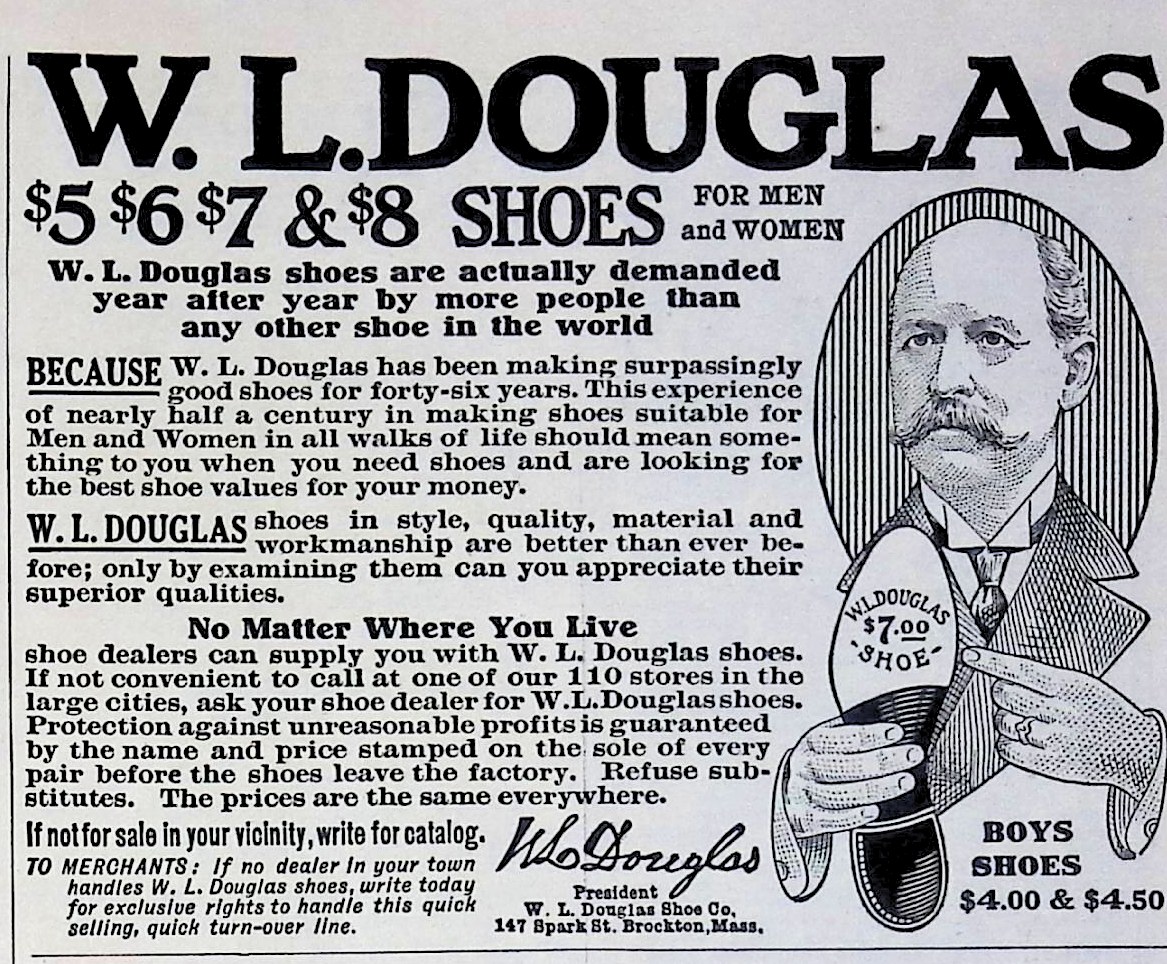 W. L. DOUGLAS
$5 $6 $7 & $8 SHOES FOR MEN and WOMEN
W. L. Douglas shoes are actually demanded
year after year by more people than
any other shoe in the world
BECAUSE W. L. Douglas has been making surpassingly
good shoes for forty-six years. This experience
of nearly half a century in making shoes suitable for
Men and Women in all walks of life should mean some-
thing to you when you need shoes and are looking for
the best shoe values for your money.
W. L. DOUGLAS shoes in style, quality, material and
workmanship are better than ever be-
fore; only by examining them can you appreciate their
superior qualities.
No Matter Where You Live
shoe dealers can supply you with W. L. Douglas shoes.
If not convenient to call at one of our 110 stores in the
large cities, ask your shoe dealer for W.L.Douglas shoes.
Protection against unreasonable profits is guaranteed
by the name and price stamped on the sole of every
pair before the shoes leave the factory. Refuse sub-
stitutes. The prices are the same everywhere.
If not for sale in your vicinity, write for catalog.
TO MERCHANTS: If no dealer in your town
handles W. L. Douglas shoes, write today
for exclusive rights to handle this quick
selling, quick turn-over line.
W L Douglas
President
W. L. Douglas Shoe Co.,
147 Spark St. Brockton, Mass.
W.L.DOUGLAS
$7.00
-SHOE-
BOYS
SHOES
$4.00 & $4.50